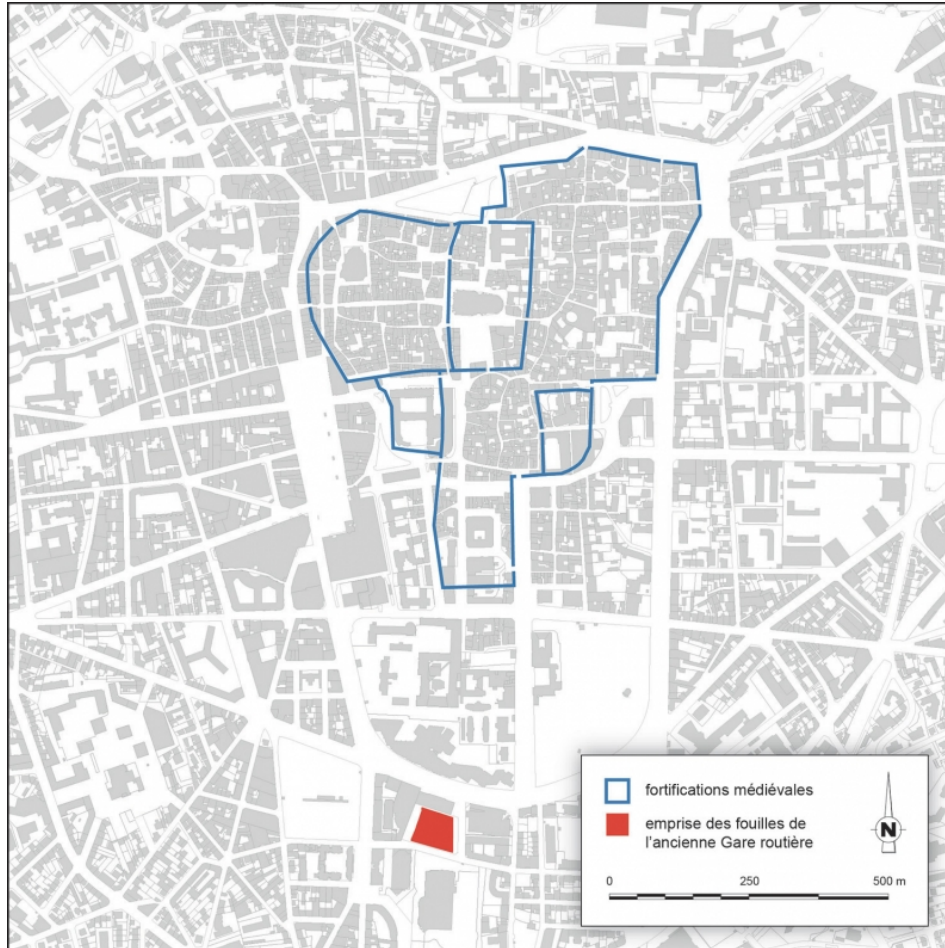 fortifications médiévales
emprise des fouilles de
l'ancienne Gare routière
N
0 250 500 m